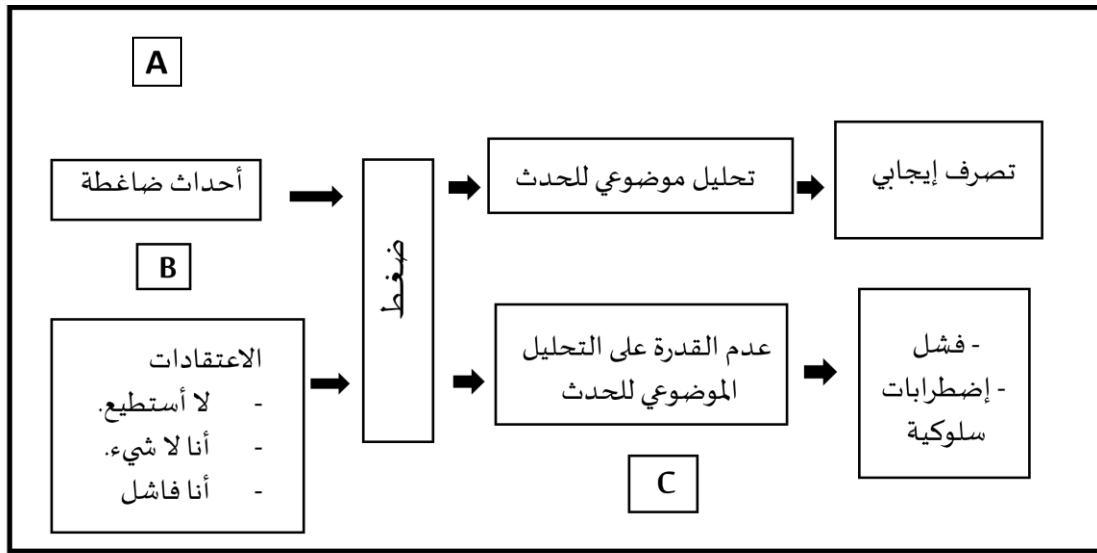 A
أحداث ضاغطة
B
الاعتقادات
- لا أستطيع.
- أنا لا شيء.
- أنا فاشل
ضغط
تحليل موضوعي للحدث
تصرف إيجابي
عدم القدرة على التحليل
الموضوعي للحدث
C
- فشل
- إضطرابات
سلوكية